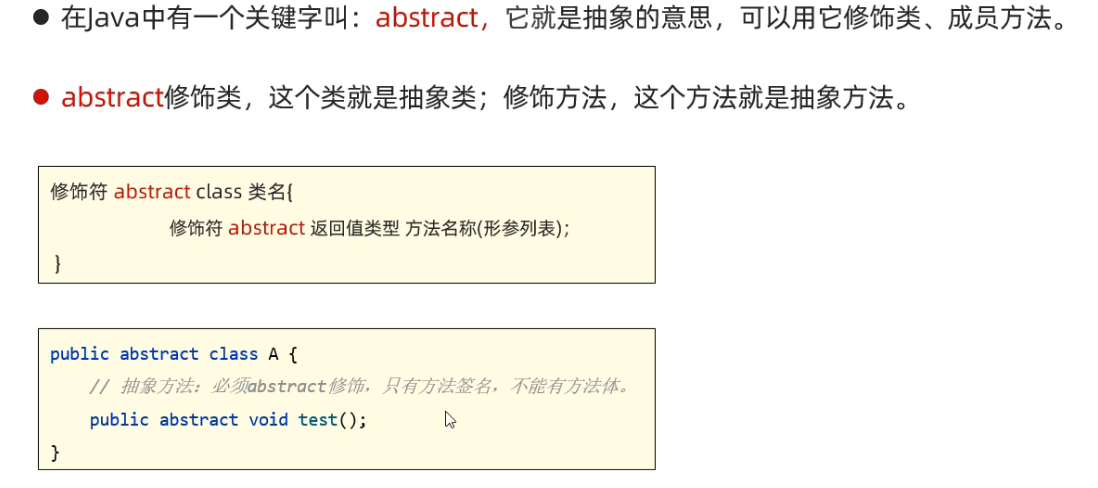 在Java中有一个关键字叫：abstract，它就是抽象的意思，可以用它修饰类、成员方法。
abstract修饰类，这个类就是抽象类；修饰方法，这个方法就是抽象方法。
修饰符 abstract class 类名{
修饰符 abstract 返回值类型 方法名称(形参列表)；
}
public abstract class A {
// 抽象方法：必须abstract修饰，只有方法签名，不能有方法体。
public abstract void test();
}